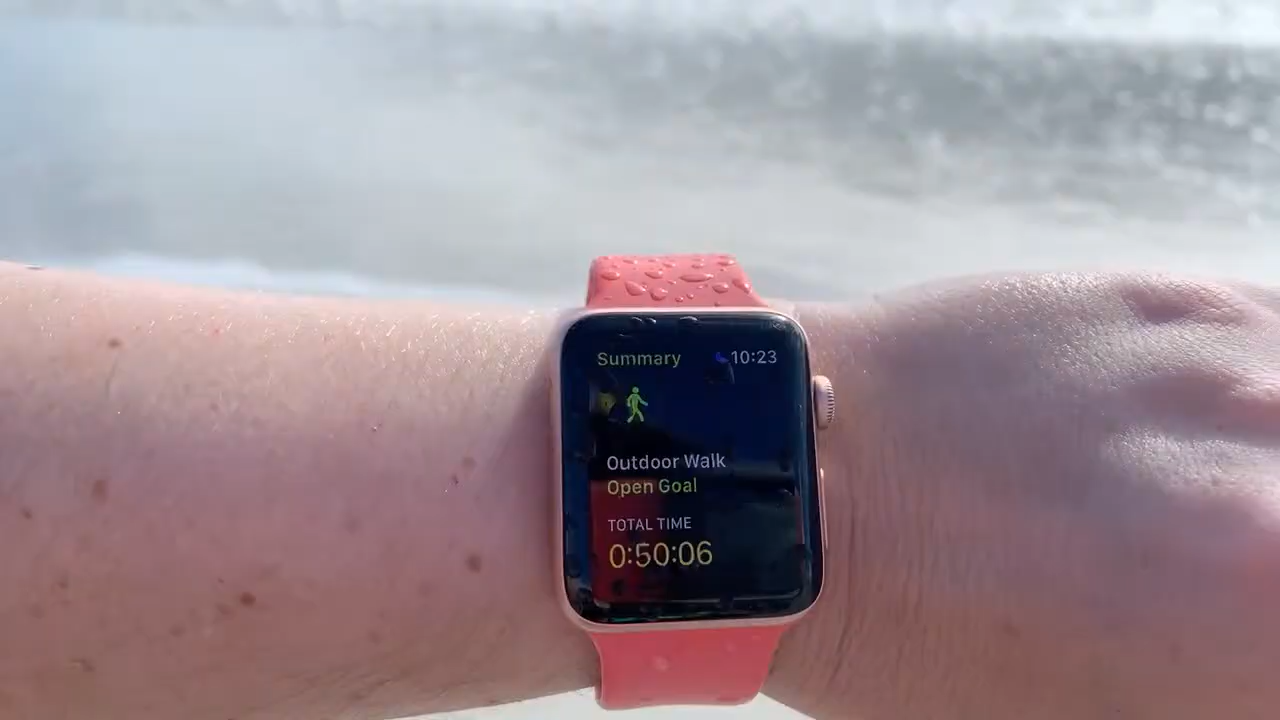 Summary 10:23
Outdoor Walk
Open Goal
TOTAL TIME
0:50:06